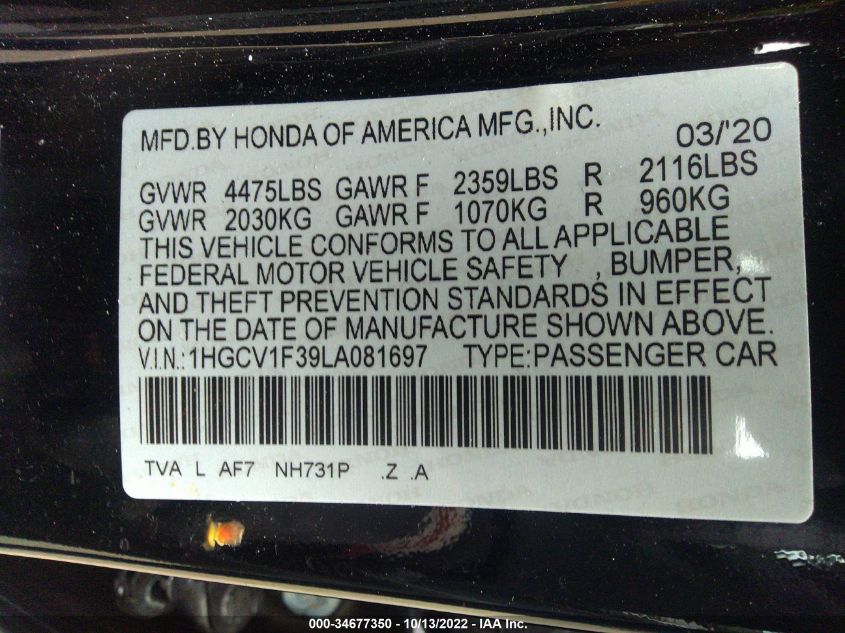 MFD.BY HONDA OF AMERICA MFG.,INC. 03/'20
GVWR 4475LBS GAWR F 2359LBS R 2116LBS
GVWR 2030KG GAWR F 1070KG R 960KG
THIS VEHICLE CONFORMS TO ALL APPLICABLE
FEDERAL MOTOR VEHICLE SAFETY , BUMPER,
AND THEFT PREVENTION STANDARDS IN EFFECT
ON THE DATE OF MANUFACTURE SHOWN ABOVE.
V.I.N.:1HGCV1F39LA081697 TYPE:PASSENGER CAR
TVA L AF7 NH731P .Z .A
000-34677350 - 10/13/2022 - IAA Inc.